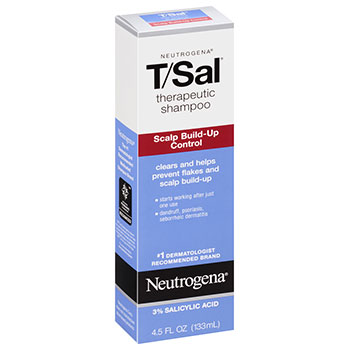 NEUTROGENA®
T/Sal®
therapeutic
shampoo
Scalp Build-Up
Control
clears and helps
prevent flakes and
scalp build-up
• starts working after just
one use
• dandruff, psoriasis,
seborrheic dermatitis
#1 DERMATOLOGIST
RECOMMENDED BRAND
Neutrogena®
3% SALICYLIC ACID
4.5 FL OZ (133mL)
Neutrogena®
T/Sal®